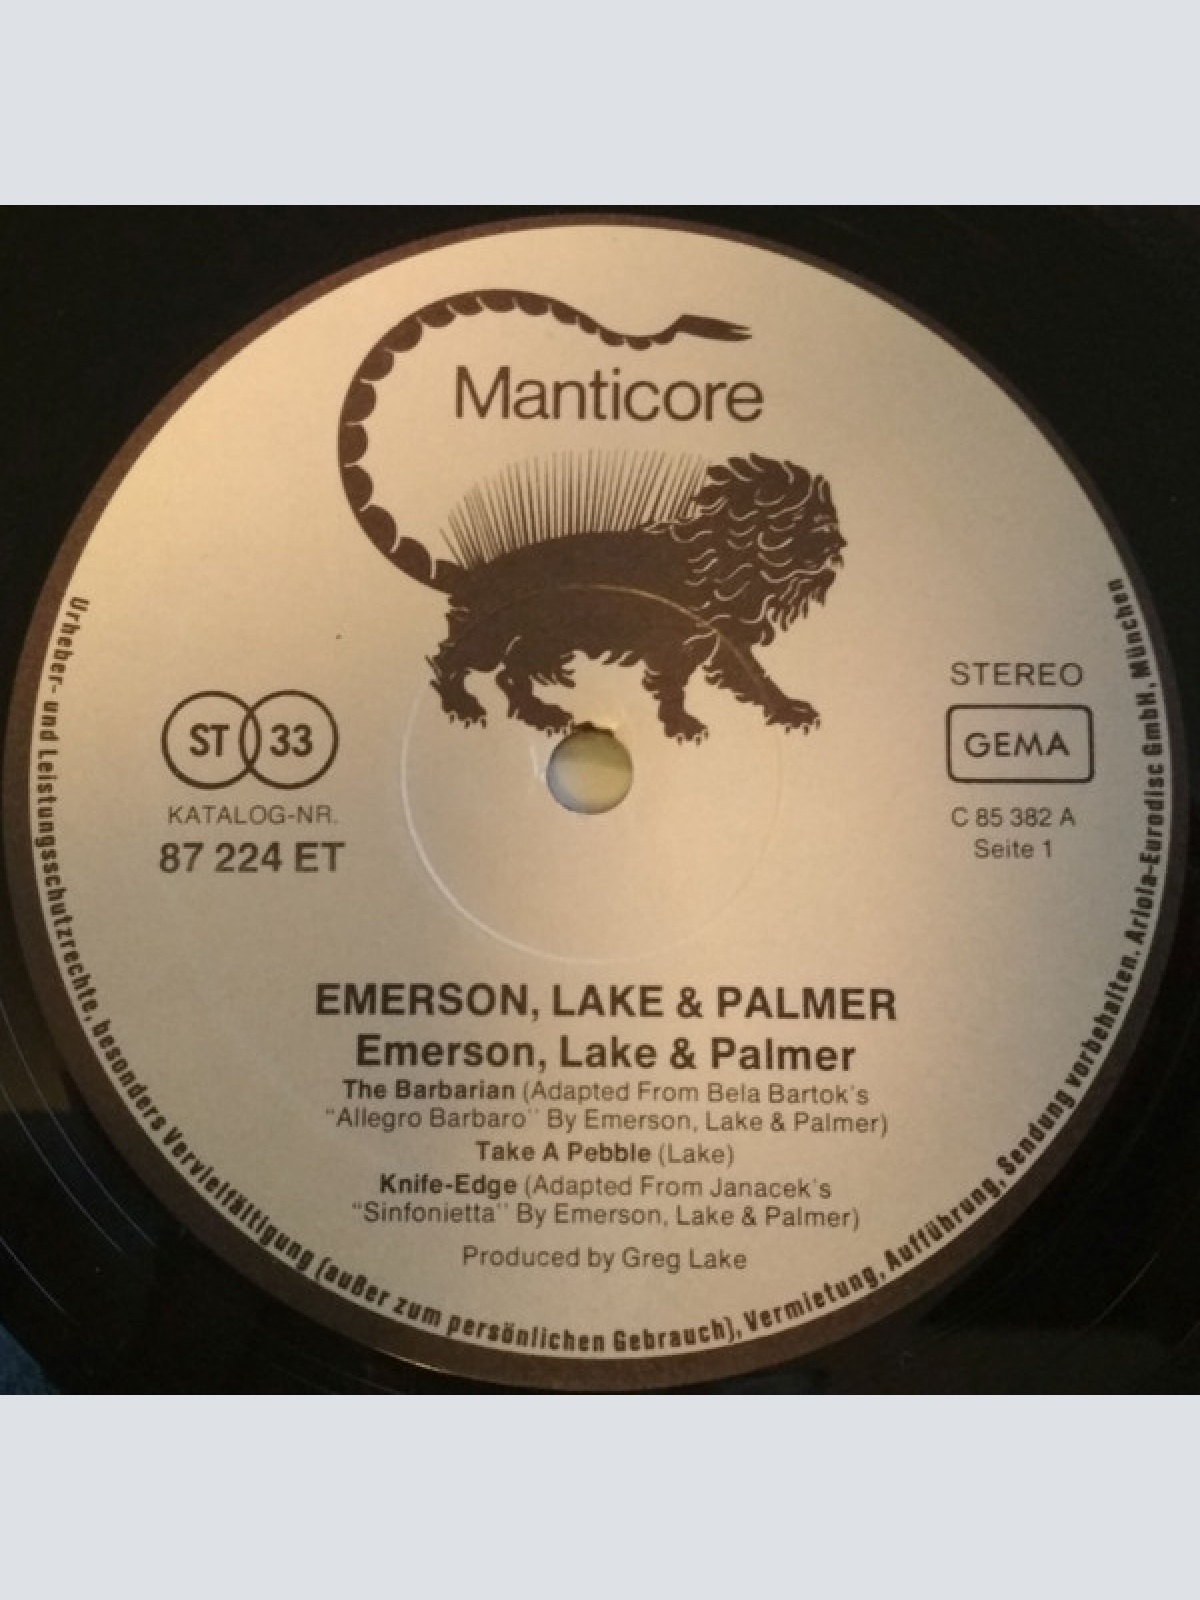 Manticore
STEREO
ST 33
GEMA
KATALOG-NR.
87 224 ET
C 85 382 A
Seite 1
EMERSON, LAKE & PALMER
Emerson, Lake & Palmer
The Barbarian (Adapted From Bela Bartok's
"Allegro Barbaro" By Emerson, Lake & Palmer)
Take A Pebble (Lake)
Knife-Edge (Adapted From Janacek's
"Sinfonietta" By Emerson, Lake & Palmer)
Produced by Greg Lake
Urheber- und Leistungsschutzrechte, besonders Vervielfältigung (außer zum persönlichen Gebrauch), Vermietung, Aufführung, Sendung vorbehalten. Ariola-Eurodisc GmbH, München